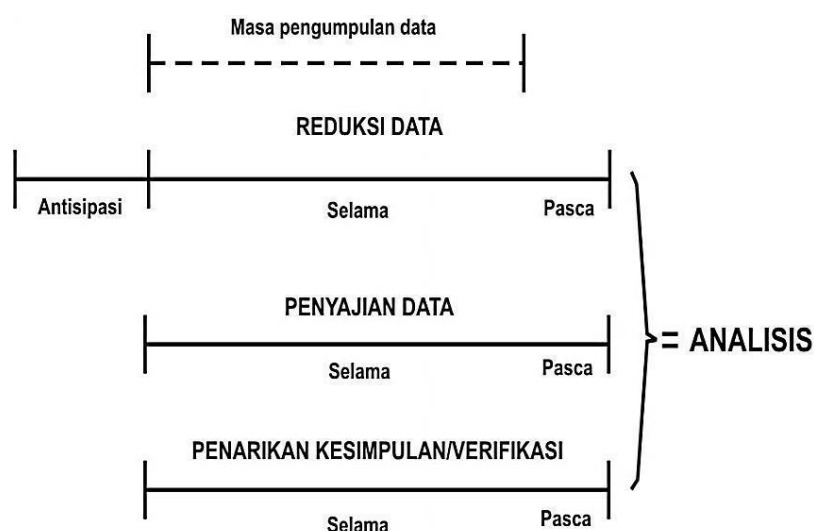 Masa pengumpulan data
REDUKSI DATA
Antisipasi
Selama
Pasca
PENYAJIAN DATA
= ANALISIS
Selama
Pasca
PENARIKAN KESIMPULAN/VERIFIKASI
Selama
Pasca